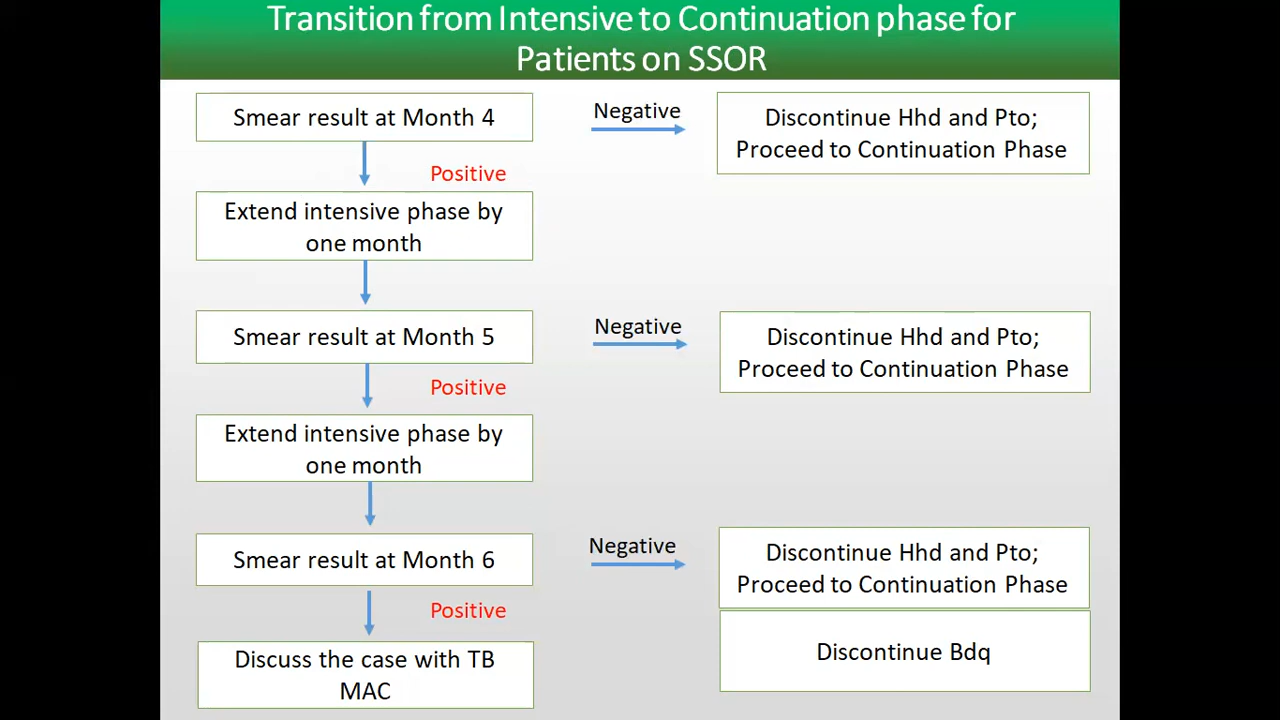 Transition from Intensive to Continuation phase for
Patients on SSOR
Smear result at Month 4
Negative
Discontinue Hhd and Pto;
Proceed to Continuation Phase
Positive
Extend intensive phase by
one month
Smear result at Month 5
Negative
Discontinue Hhd and Pto;
Proceed to Continuation Phase
Positive
Extend intensive phase by
one month
Smear result at Month 6
Negative
Discontinue Hhd and Pto;
Proceed to Continuation Phase
Positive
Discuss the case with TB
MAC
Discontinue Bdq